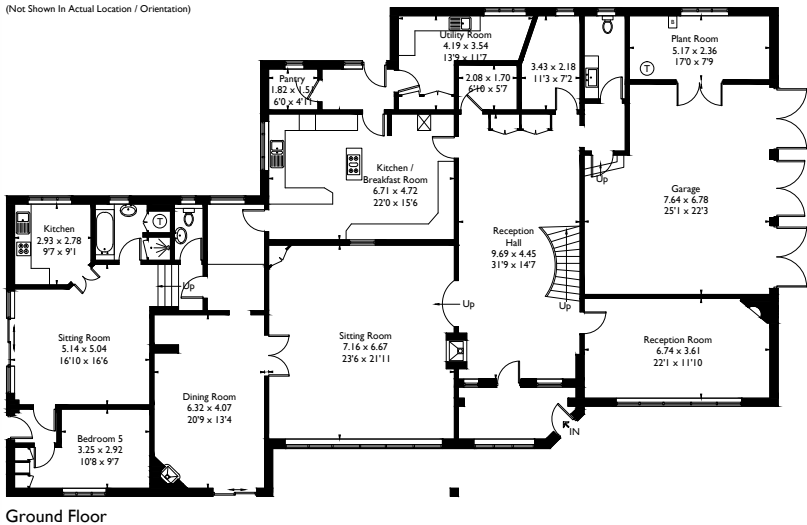 (Not Shown In Actual Location / Orientation)
Utility Room
4.19 x 3.54
13'9 x 11'7
Plant Room
5.17 x 2.36
17'0 x 7'9
T
Pantry
1.82 x 1.51
6'0 x 4'11
2.08 x 1.70
6'10 x 5'7
3.43 x 2.18
11'3 x 7'2
Kitchen /
Breakfast Room
6.71 x 4.72
22'0 x 15'6
Up
Garage
7.64 x 6.78
25'1 x 22'3
Kitchen
2.93 x 2.78
9'7 x 9'1
T
Reception
Hall
9.69 x 4.45
31'9 x 14'7
Up
Up
Up
Sitting Room
5.14 x 5.04
16'10 x 16'6
Sitting Room
7.16 x 6.67
23'6 x 21'11
Reception Room
6.74 x 3.61
22'1 x 11'10
Dining Room
6.32 x 4.07
20'9 x 13'4
Bedroom 5
3.25 x 2.92
10'8 x 9'7
IN
Ground Floor